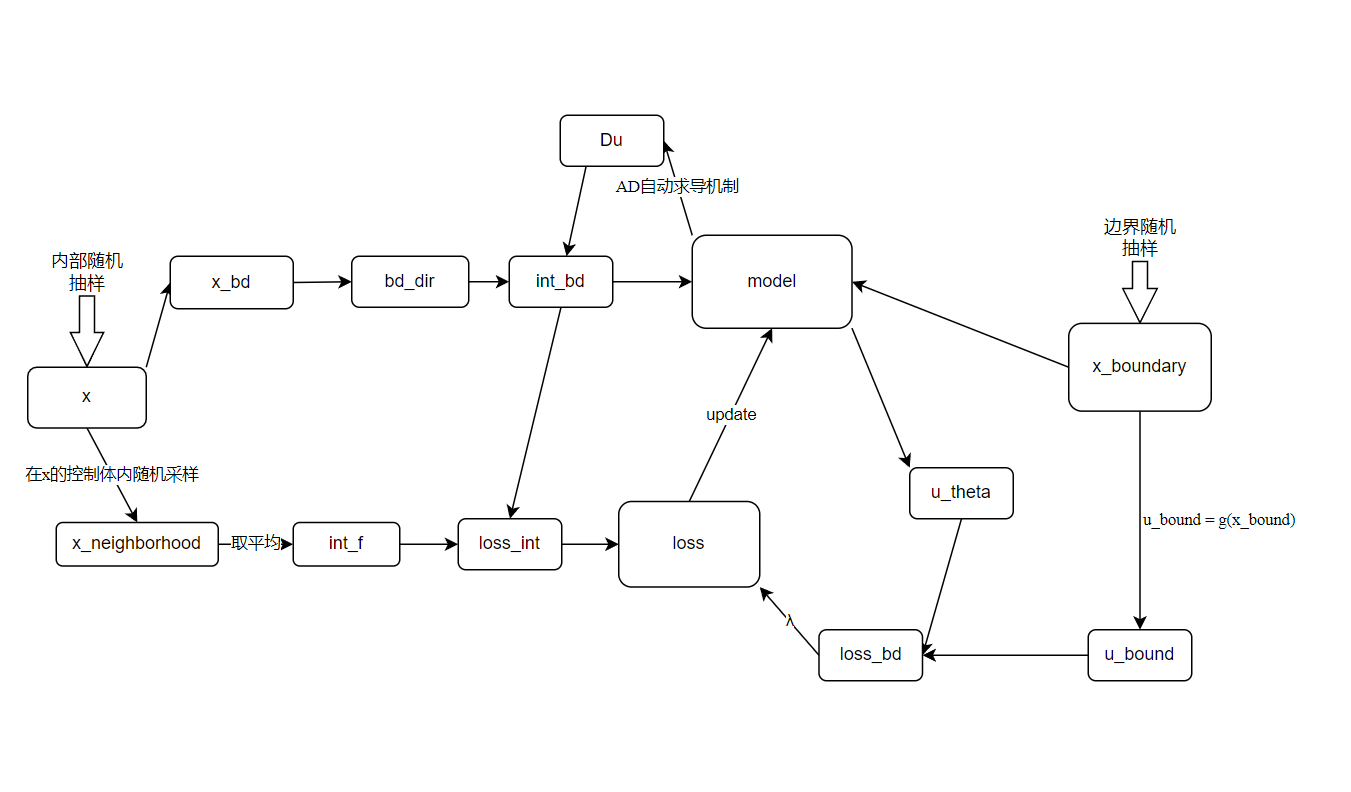 Du
AD自动求导机制
边界随机
抽样
内部随机
抽样
x_bd
bd_dir
int_bd
model
x_boundary
x
update
在x的控制体内随机采样
u_theta
u_bound = g(x_bound)
x_neighborhood
取平均
int_f
loss_int
loss
λ
loss_bd
u_bound